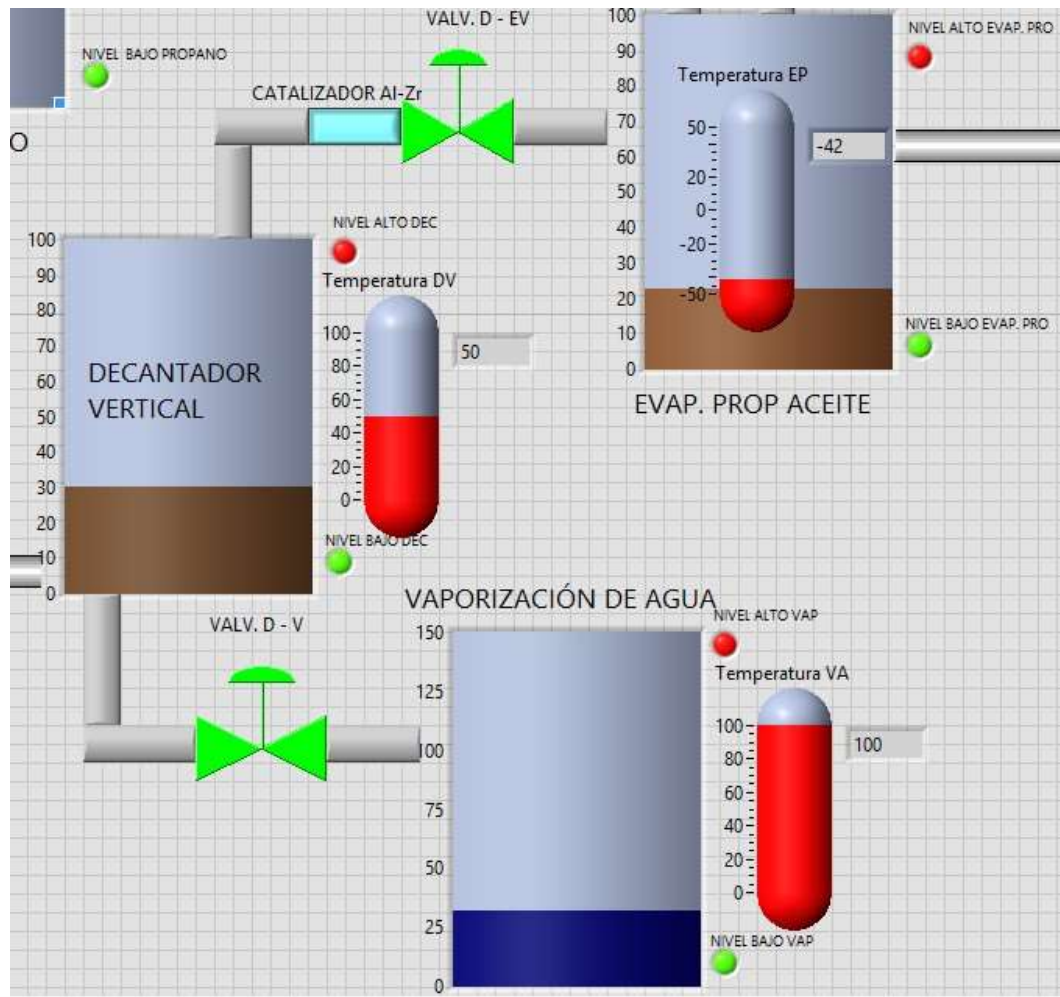 VALV. D - EV
NIVEL BAJO PROPANO
CATALIZADOR Al-Zr
O
100
90
80
70
60
50
40
30
20
10
0
Temperatura EP
50
20
0
-20
-50
-42
NIVEL ALTO EVAP. PRO
NIVEL BAJO EVAP. PRO
EVAP. PROP ACEITE
100
90
80
70
60
50
40
30
20
10
0
DECANTADOR
VERTICAL
NIVEL ALTO DEC
Temperatura DV
100
80
60
40
20
0
50
NIVEL BAJO DEC
VALV. D - V
VAPORIZACIÓN DE AGUA
150
125
100
75
50
25
0
NIVEL ALTO VAP
Temperatura VA
100
80
60
40
20
0
100
NIVEL BAJO VAP